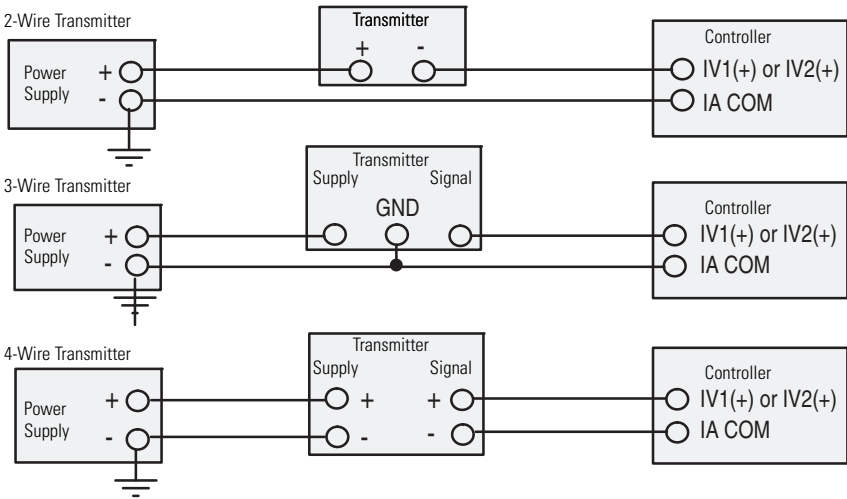 2-Wire Transmitter
Transmitter
+ -
Controller
Power + IV1(+) or IV2(+)
Supply - IA COM
3-Wire Transmitter
Transmitter
Supply Signal
GND
Controller
Power + IV1(+) or IV2(+)
Supply - IA COM
4-Wire Transmitter
Transmitter
Supply Signal
Controller
Power + + + IV1(+) or IV2(+)
Supply - - - IA COM